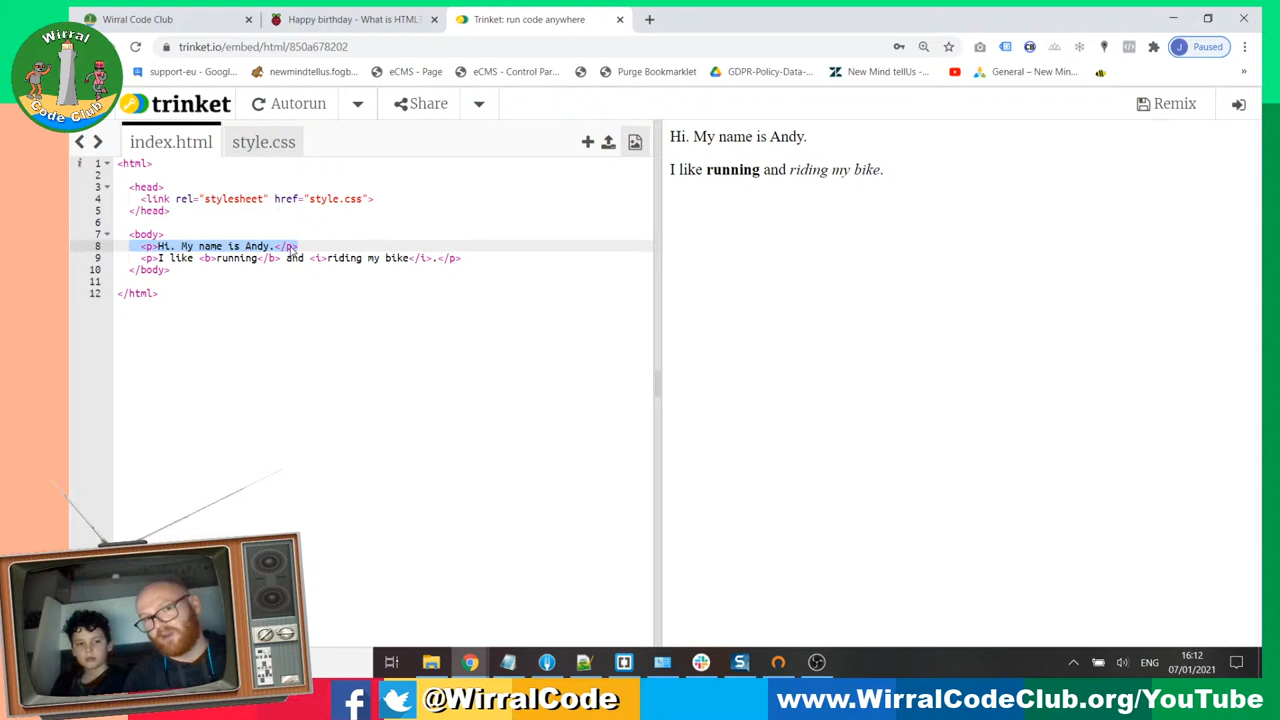 Wirral Code Club
Happy birthday - What is HTML?
Trinket: run code anywhere
trinket.io/embed/html/850a678202
Paused
support-eu - Googl...
newmindtellus.fogb...
eCMS - Page
eCMS - Control Par...
Purge Bookmarklet
GDPR-Policy-Data-...
New Mind tellUs -...
General – New Min...
Wirral
Code Club
trinket
Autorun
Share
Remix
index.html
style.css
1 <html>
2
3 <head>
4 <link rel="stylesheet" href="style.css">
5 </head>
6
7 <body>
8 <p>Hi. My name is Andy.</p>
9 <p>I like <b>running</b> and <i>riding my bike</i>.</p>
10 </body>
11
12 </html>
Hi. My name is Andy.
I like running and riding my bike.
ENG
16:12
07/01/2021
@WirralCode
www.WirralCodeClub.org/YouTube